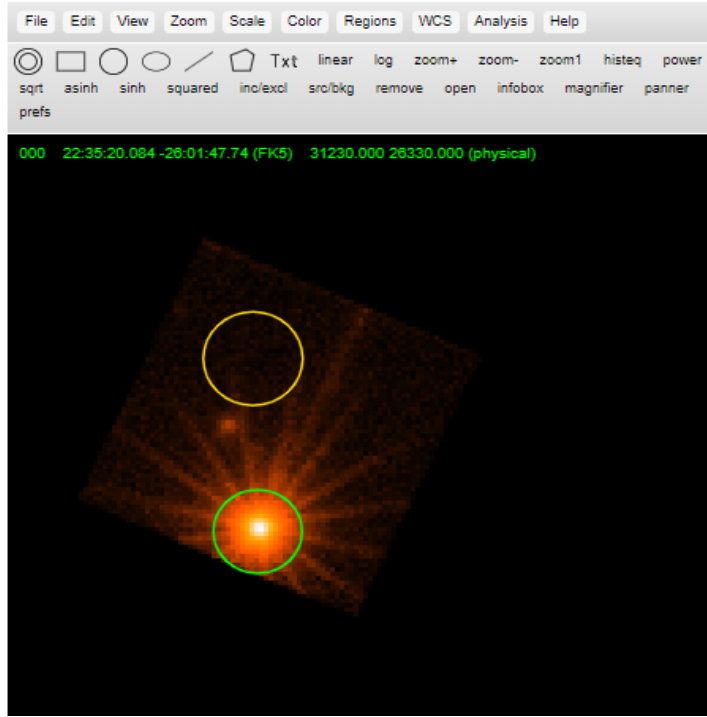 File Edit View Zoom Scale Color Regions WCS Analysis Help
Txt linear log zoom+ zoom- zoom1 histeq power
sqrt asinh sinh squared inc/excl src/bkg remove open infobox magnifier panner
prefs
000 22:35:20.084 -26:01:47.74 (FK5) 31230.000 26330.000 (physical)